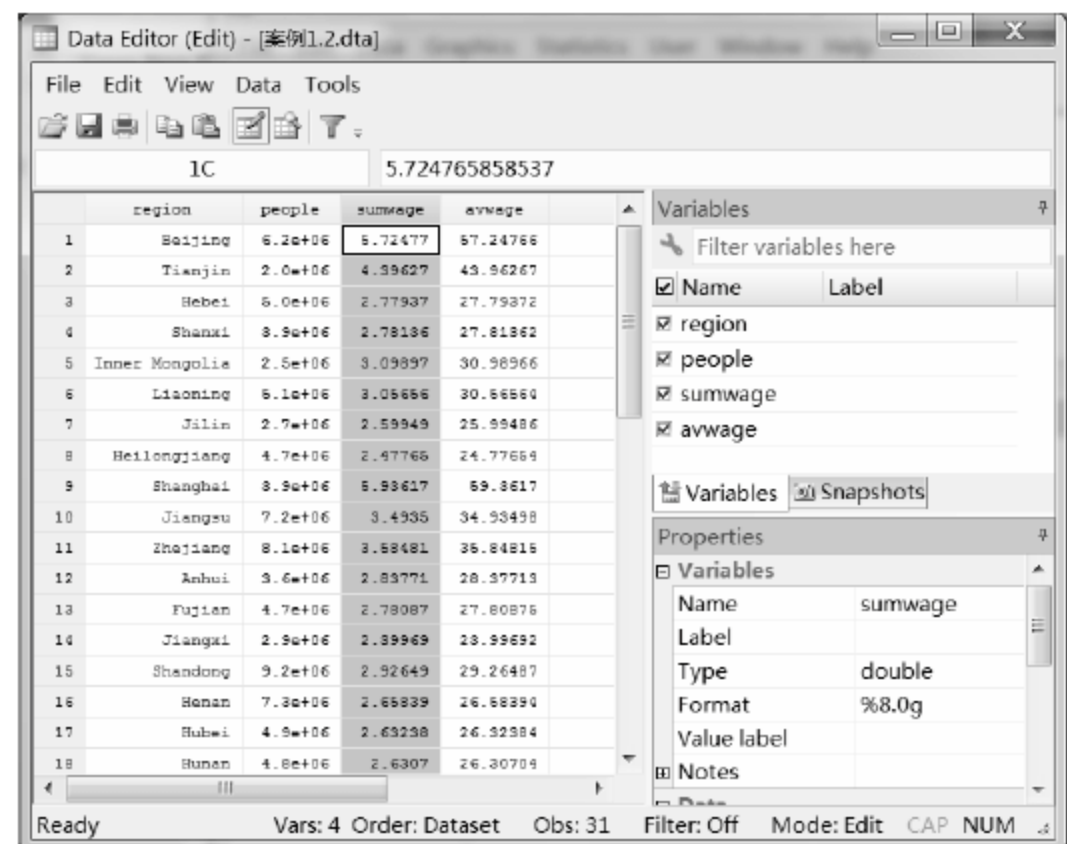 Data Editor (Edit) - [案例1.2.dta]
File Edit View Data Tools
1C 5.724765858537
region people sumwage avwage
1 Beijing 6.2e+06 5.72477 57.24766
2 Tianjin 2.0e+06 4.39627 43.96267
3 Hebei 5.0e+06 2.77937 27.79372
4 Shanxi 3.9e+06 2.78136 27.81362
5 Inner Mongolia 2.5e+06 3.09897 30.98966
6 Liaoning 5.1e+06 3.05656 30.56564
7 Jilin 2.7e+06 2.59949 25.99486
8 Heilongjiang 4.7e+06 2.47765 24.77654
9 Shanghai 3.9e+06 5.93617 59.3617
10 Jiangsu 7.2e+06 3.4935 34.93498
11 Zhejiang 8.1e+06 3.58481 35.84815
12 Anhui 3.6e+06 2.83771 28.37713
13 Fujian 4.7e+06 2.78087 27.80875
14 Jiangxi 2.9e+06 2.39969 23.99692
15 Shandong 9.2e+06 2.92649 29.26487
16 Henan 7.3e+06 2.65839 26.58394
17 Hubei 4.9e+06 2.63238 26.32384
18 Hunan 4.8e+06 2.6307 26.30704
Variables
Filter variables here
Name Label
region
people
sumwage
avwage
Variables Snapshots
Properties
Variables
Name sumwage
Label
Type double
Format %8.0g
Value label
Notes
Data
Ready Vars: 4 Order: Dataset Obs: 31 Filter: Off Mode: Edit CAP NUM